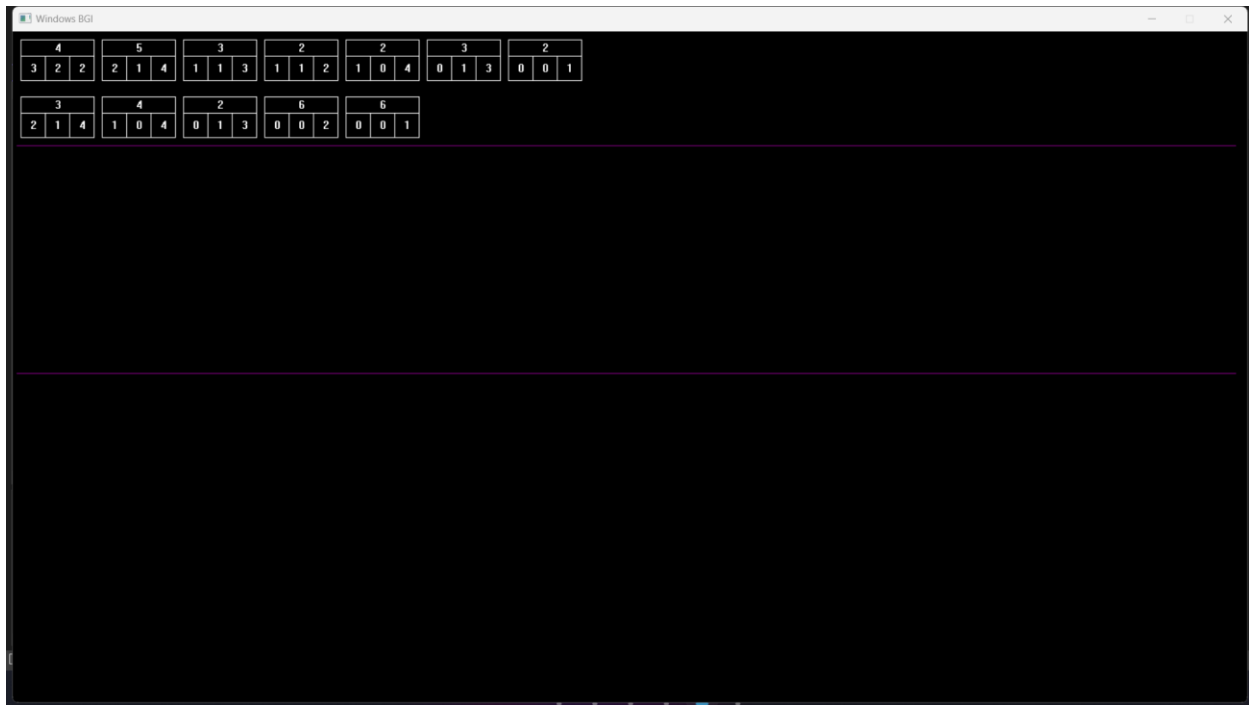 Windows BGI
4 5 3 2 2 3 2
3 2 2 2 1 4 1 1 3 1 1 2 1 0 4 0 1 3 0 0 1
3 4 2 6 6
2 1 4 1 0 4 0 1 3 0 0 2 0 0 1